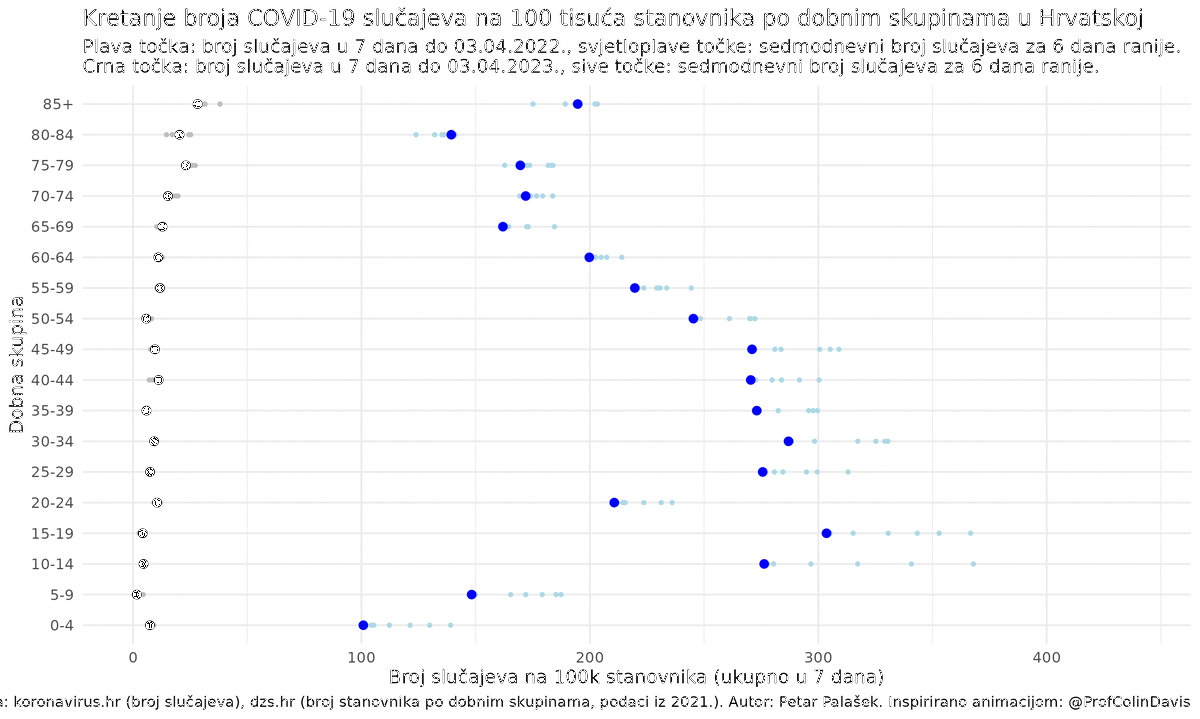 Kretanje broja COVID-19 slučajeva na 100 tisuća stanovnika po dobnim skupinama u Hrvatskoj
Plava točka: broj slučajeva u 7 dana do 03.04.2022., svjetloplave točke: sedmodnevni broj slučajeva za 6 dana ranije.
Crna točka: broj slučajeva u 7 dana do 03.04.2023., sive točke: sedmodnevni broj slučajeva za 6 dana ranije.
Dobna skupina
85+
80-84
75-79
70-74
65-69
60-64
55-59
50-54
45-49
40-44
35-39
30-34
25-29
20-24
15-19
10-14
5-9
0-4
0 100 200 300 400
Broj slučajeva na 100k stanovnika (ukupno u 7 dana)
a: koronavirus.hr (broj slučajeva), dzs.hr (broj stanovnika po dobnim skupinama, podaci iz 2021.). Autor: Petar Palašek. Inspirirano animacijom: @ProfColinDavis